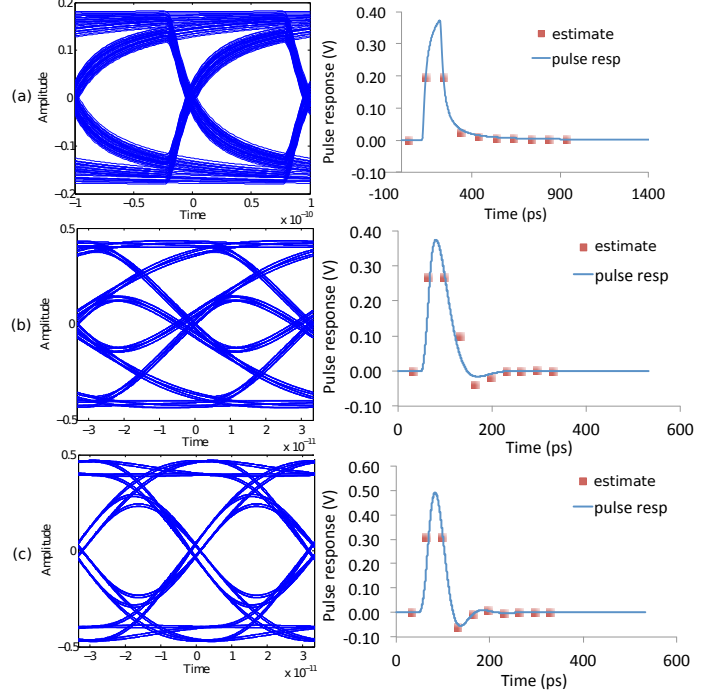 (a)
Amplitude
0.2
0.1
0
-0.1
-0.2
-1
-0.5
0
0.5
1
Time
x 10⁻¹⁰
Pulse response (V)
0.40
0.30
0.20
0.10
0.00
-0.10
-100
400
900
1400
Time (ps)
estimate
pulse resp
(b)
Amplitude
0.5
0
-0.5
-3
-2
-1
0
1
2
3
Time
x 10⁻¹¹
Pulse response (V)
0.40
0.30
0.20
0.10
0.00
-0.10
0
200
400
600
Time (ps)
estimate
pulse resp
(c)
Amplitude
0.5
0
-0.5
-3
-2
-1
0
1
2
3
Time
x 10⁻¹¹
Pulse response (V)
0.60
0.50
0.40
0.30
0.20
0.10
0.00
-0.10
0
200
400
600
Time (ps)
estimate
pulse resp